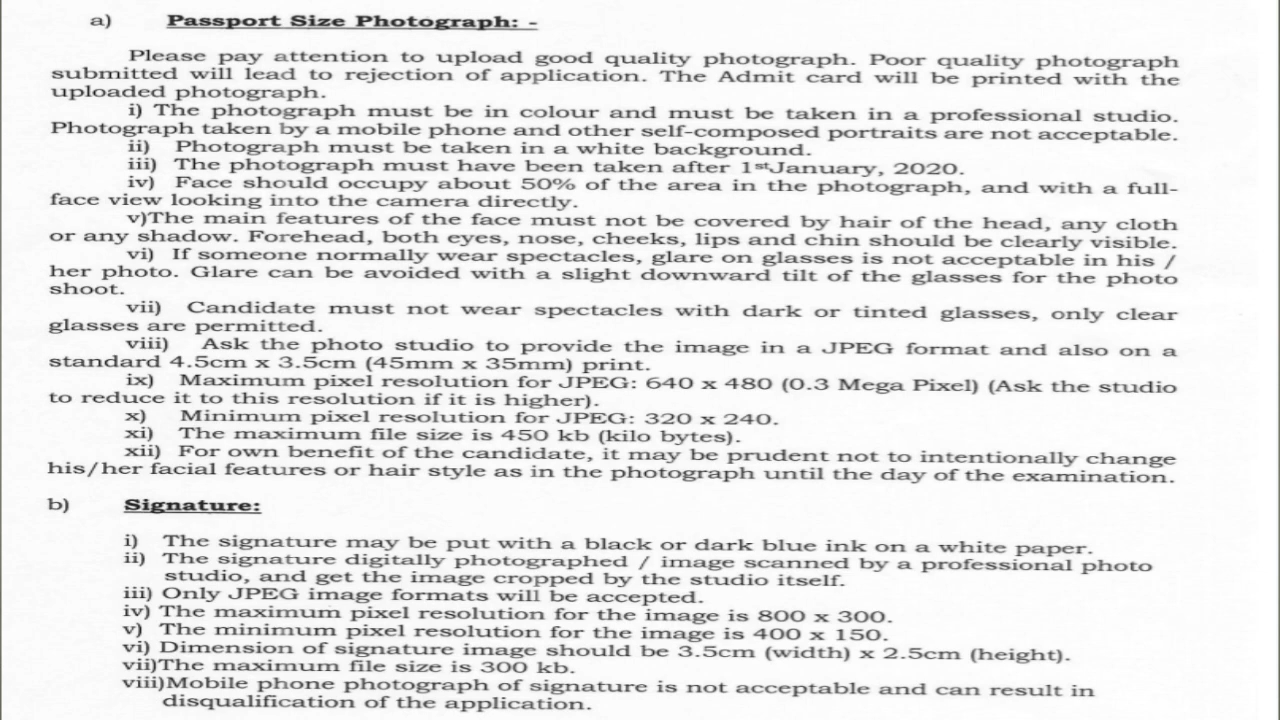 a) Passport Size Photograph: -
Please pay attention to upload good quality photograph. Poor quality photograph
submitted will lead to rejection of application. The Admit card will be printed with the
uploaded photograph.
i) The photograph must be in colour and must be taken in a professional studio.
Photograph taken by a mobile phone and other self-composed portraits are not acceptable.
ii) Photograph must be taken in a white background.
iii) The photograph must have been taken after 1stJanuary, 2020.
iv) Face should occupy about 50% of the area in the photograph, and with a full-
face view looking into the camera directly.
v)The main features of the face must not be covered by hair of the head, any cloth
or any shadow. Forehead, both eyes, nose, cheeks, lips and chin should be clearly visible.
vi) If someone normally wear spectacles, glare on glasses is not acceptable in his /
her photo. Glare can be avoided with a slight downward tilt of the glasses for the photo
shoot.
vii) Candidate must not wear spectacles with dark or tinted glasses, only clear
glasses are permitted.
viii) Ask the photo studio to provide the image in a JPEG format and also on a
standard 4.5cm x 3.5cm (45mm x 35mm) print.
ix) Maximum pixel resolution for JPEG: 640 x 480 (0.3 Mega Pixel) (Ask the studio
to reduce it to this resolution if it is higher).
x) Minimum pixel resolution for JPEG: 320 x 240.
xi) The maximum file size is 450 kb (kilo bytes).
xii) For own benefit of the candidate, it may be prudent not to intentionally change
his/her facial features or hair style as in the photograph until the day of the examination.
b) Signature:
i) The signature may be put with a black or dark blue ink on a white paper.
ii) The signature digitally photographed / image scanned by a professional photo
studio, and get the image cropped by the studio itself.
iii) Only JPEG image formats will be accepted.
iv) The maximum pixel resolution for the image is 800 x 300.
v) The minimum pixel resolution for the image is 400 x 150.
vi) Dimension of signature image should be 3.5cm (width) x 2.5cm (height).
vii)The maximum file size is 300 kb.
viii)Mobile phone photograph of signature is not acceptable and can result in
disqualification of the application.